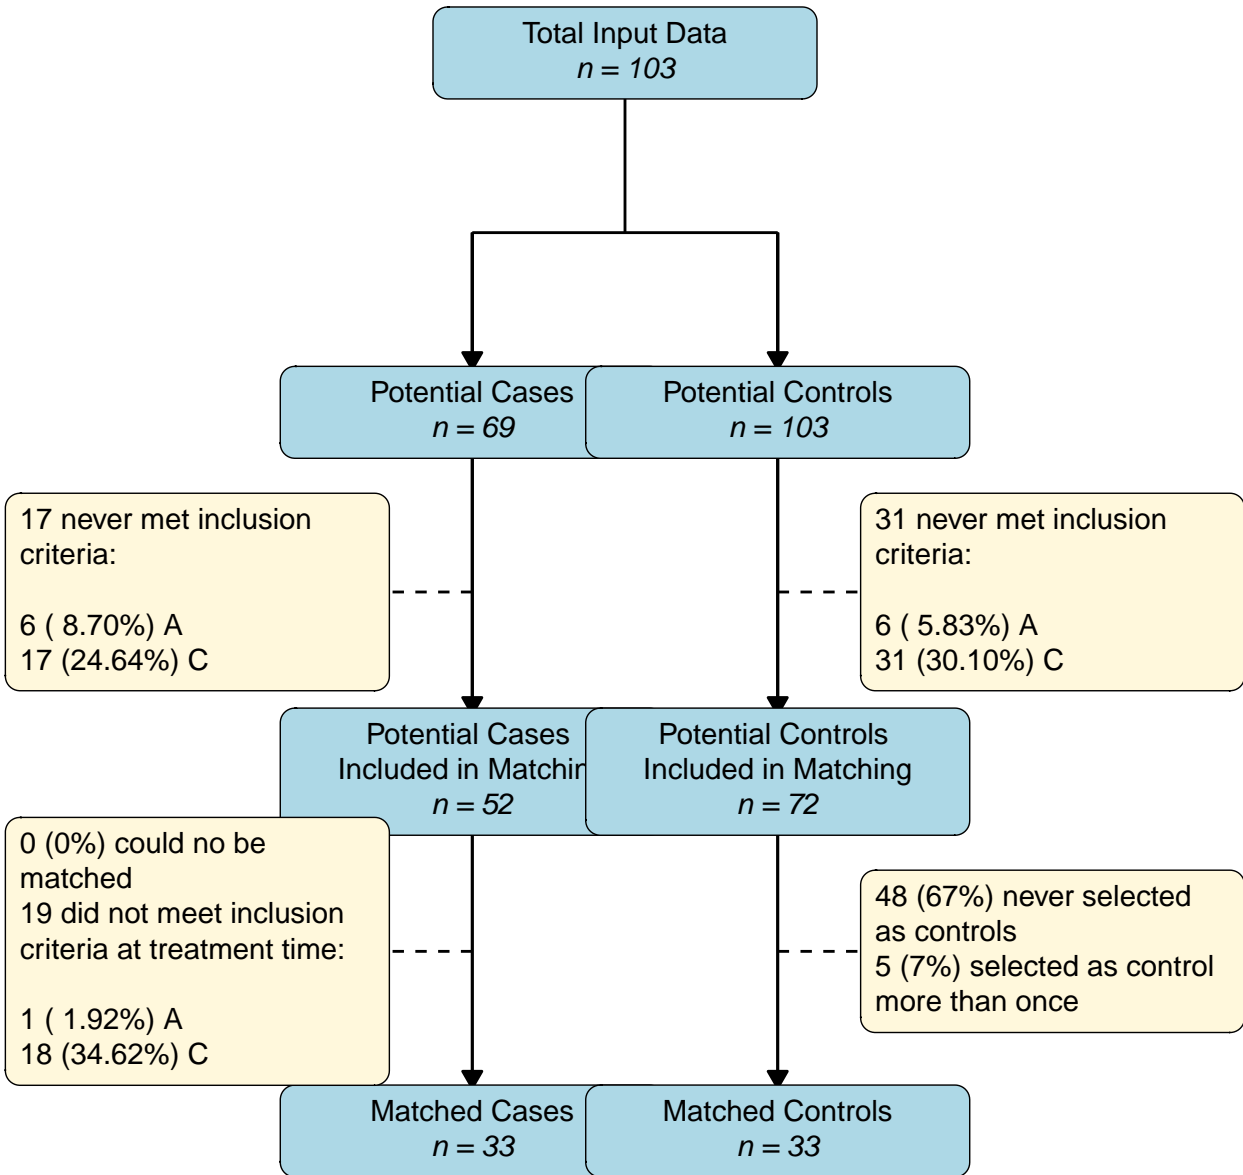 Total Input Data
n = 103
Potential Cases
n = 69
Potential Controls
n = 103
17 never met inclusion
criteria:
6 ( 8.70%) A
17 (24.64%) C
31 never met inclusion
criteria:
6 ( 5.83%) A
31 (30.10%) C
Potential Cases
Included in Matchin
n = 52
Potential Controls
Included in Matching
n = 72
0 (0%) could no be
matched
19 did not meet inclusion
criteria at treatment time:
1 ( 1.92%) A
18 (34.62%) C
48 (67%) never selected
as controls
5 (7%) selected as control
more than once
Matched Cases
n = 33
Matched Controls
n = 33